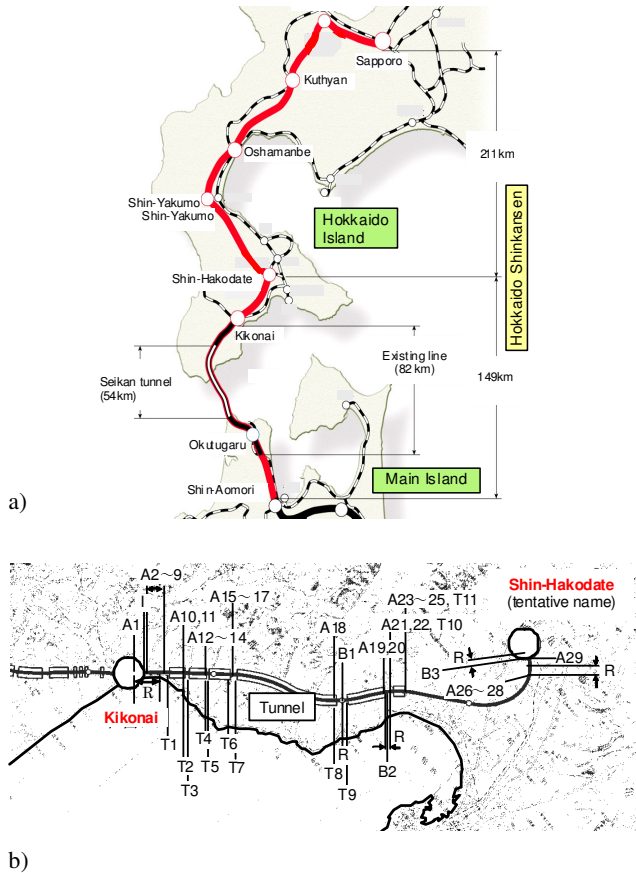 Sapporo
Kuthyan
Oshamanbe
211km
Shin-Yakumo
Shin-Yakumo
Hokkaido
Island
Hokkaido Shinkansen
Shin-Hakodate
Kikonai
Existing line
(82 km)
149km
Seikan tunnel
(54km)
Okutugaru
Main Island
Shin-Aomori
a)
A2～9
A15～17
A23～25, T11
Shin-Hakodate
(tentative name)
A1
A10,11
A12～14
A18
B1
A21,22, T10
A19,20
R
B3
A29
R
A26～28
R
Tunnel
Kikonai
T1
T4
T6
R
R
T2
T5
T7
T8
B2
T3
T9
b)